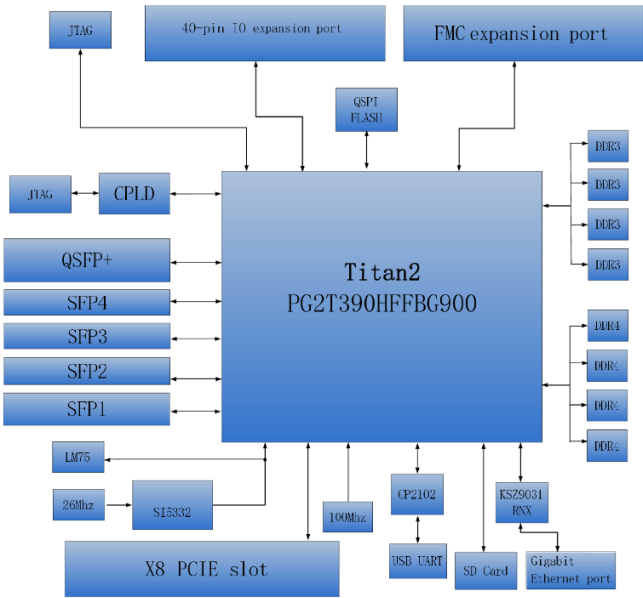 JTAG
40-pin IO expansion port
FMC expansion port
QSPI
FLASH
DDR3
DDR3
DDR3
DDR3
JTAG
CPLD
QSFP+
SFP4
SFP3
SFP2
SFP1
Titan2
PG2T390HFFBG900
DDR4
DDR4
DDR4
DDR4
LM75
26Mhz
SI5332
100Mhz
CP2102
KSZ9031
RNX
X8 PCIE slot
USB UART
SD Card
Gigabit
Ethernet port